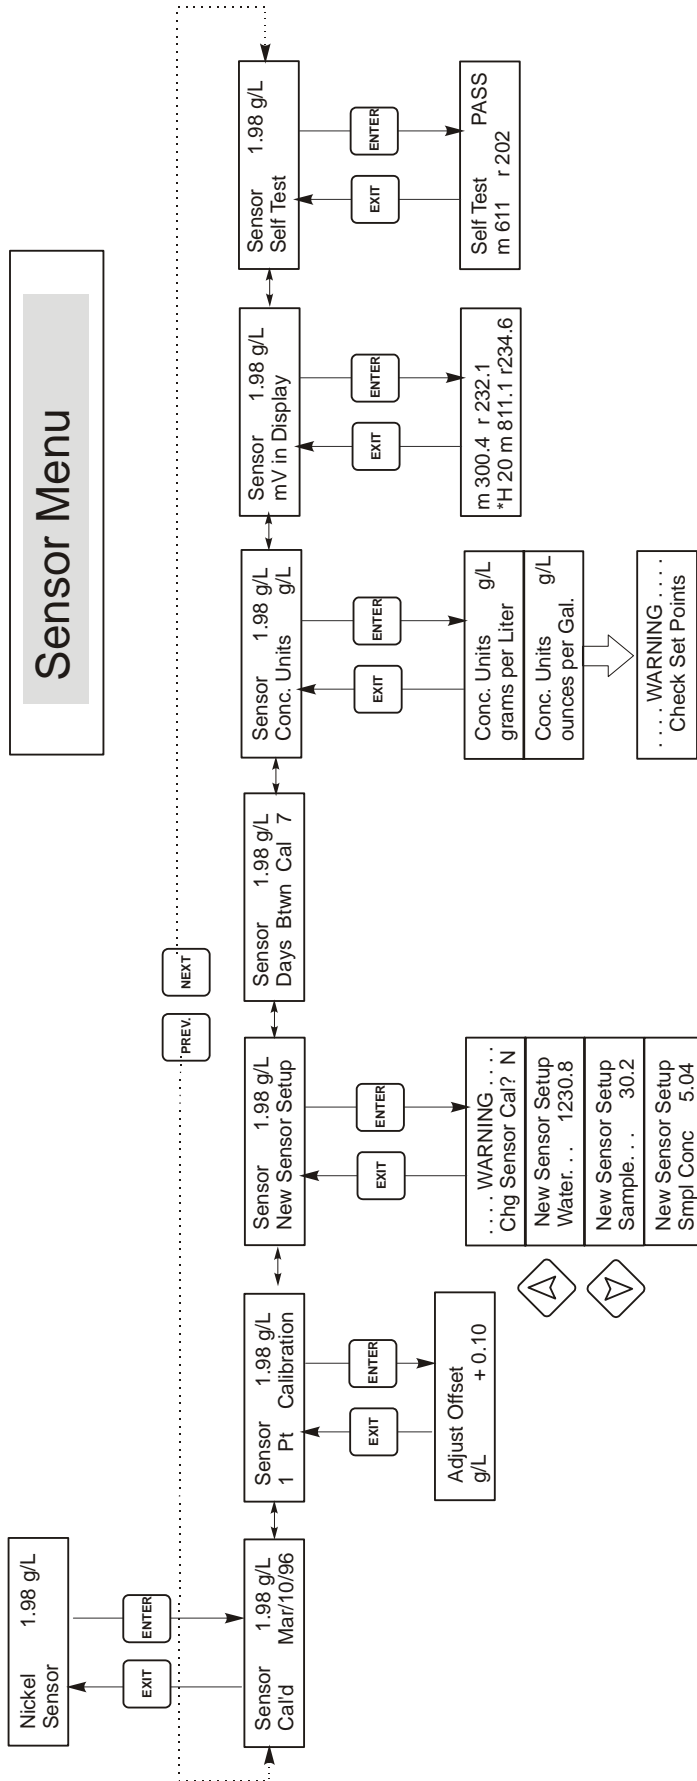 Sensor Menu
Nickel 1.98 g/L
Sensor
EXIT
ENTER
PREV.
NEXT
Sensor 1.98 g/L
Cal'd Mar/10/96
Sensor 1.98 g/L
1 Pt Calibration
EXIT
ENTER
Adjust Offset
g/L + 0.10
Sensor 1.98 g/L
New Sensor Setup
EXIT
ENTER
. . . . WARNING . . . .
Chg Sensor Cal? N
New Sensor Setup
Water. . . 1230.8
New Sensor Setup
Sample. . . 30.2
New Sensor Setup
Smpl Conc 5.04
Sensor 1.98 g/L
Days Btwn Cal 7
Sensor 1.98 g/L
Conc. Units g/L
EXIT
ENTER
Conc. Units g/L
grams per Liter
Conc. Units g/L
ounces per Gal.
. . . . WARNING . . . .
Check Set Points
Sensor 1.98 g/L
mV in Display
EXIT
ENTER
m 300.4 r 232.1
*H 20 m 811.1 r234.6
Sensor 1.98 g/L
Self Test
EXIT
ENTER
Self Test PASS
m 611 r 202